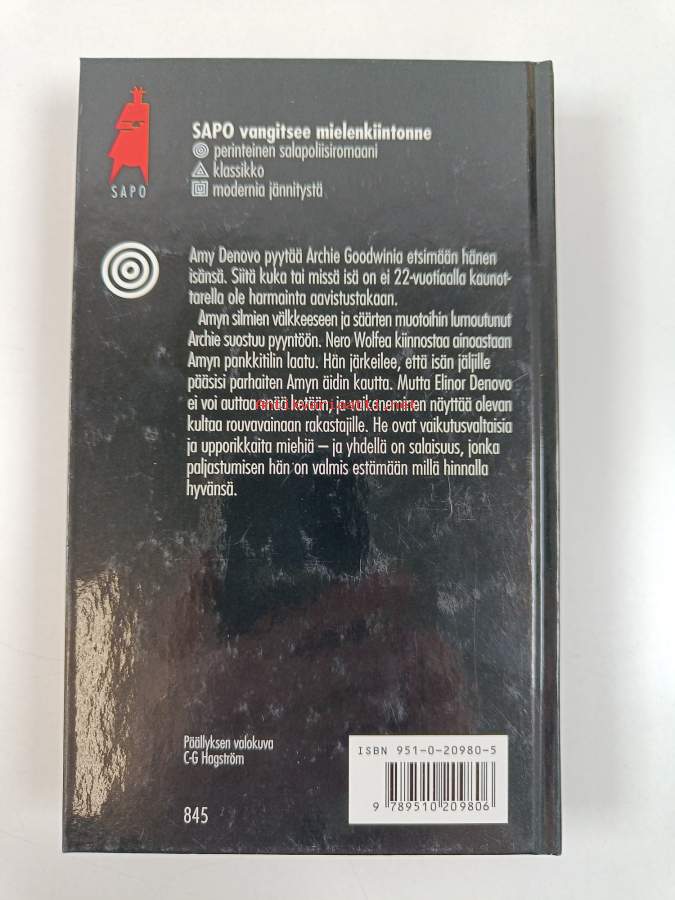 SAPO vangitsee mielenkiintonne
perinteinen salapoliisiromaani
klassikko
modernia jännitystä
SAPO
Amy Denovo pyytää Archie Goodwinia etsimään hänen
isänsä. Siitä kuka tai missä isä on ei 22-vuotiaalla kaunot-
tarella ole harmainta aavistustakaan.
Amyn silmien välkkeeseen ja säärten muotoihin lumoutunut
Archie suostuu pyyntöön. Nero Wolfea kiinnostaa ainoastaan
Amyn pankkitilin laatu. Hän järkeilee, että isän jäljille
pääsisi parhaiten Amyn äidin kautta. Mutta Elinor Denovo
ei voi auttaa enää ketään, ja vaikeneminen näyttää olevan
kultaa rouvavainaan rakastajille. He ovat vaikutusvaltaisia
ja upporikkaita miehiä – ja yhdellä on salaisuus, jonka
paljastumisen hän on valmis estämään millä hinnalla
hyvänsä.
Päällyksen valokuva
C-G Hagström
845
ISBN 951-0-20980-5
9 789510 209806